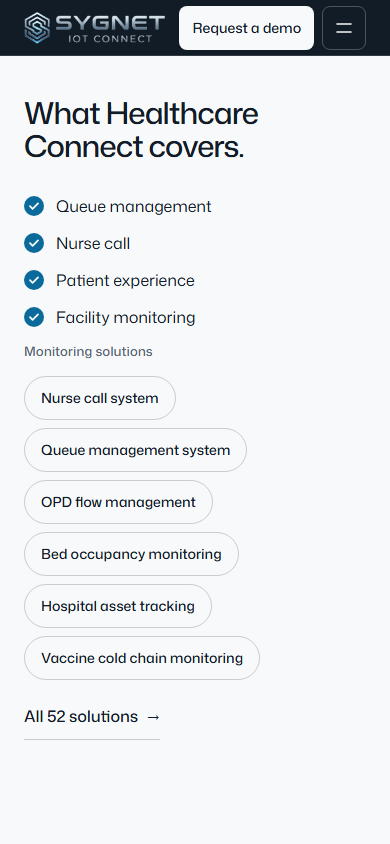 SYGNET
IOT CONNECT
Request a demo
What Healthcare
Connect covers.
Queue management
Nurse call
Patient experience
Facility monitoring
Monitoring solutions
Nurse call system
Queue management system
OPD flow management
Bed occupancy monitoring
Hospital asset tracking
Vaccine cold chain monitoring
All 52 solutions →